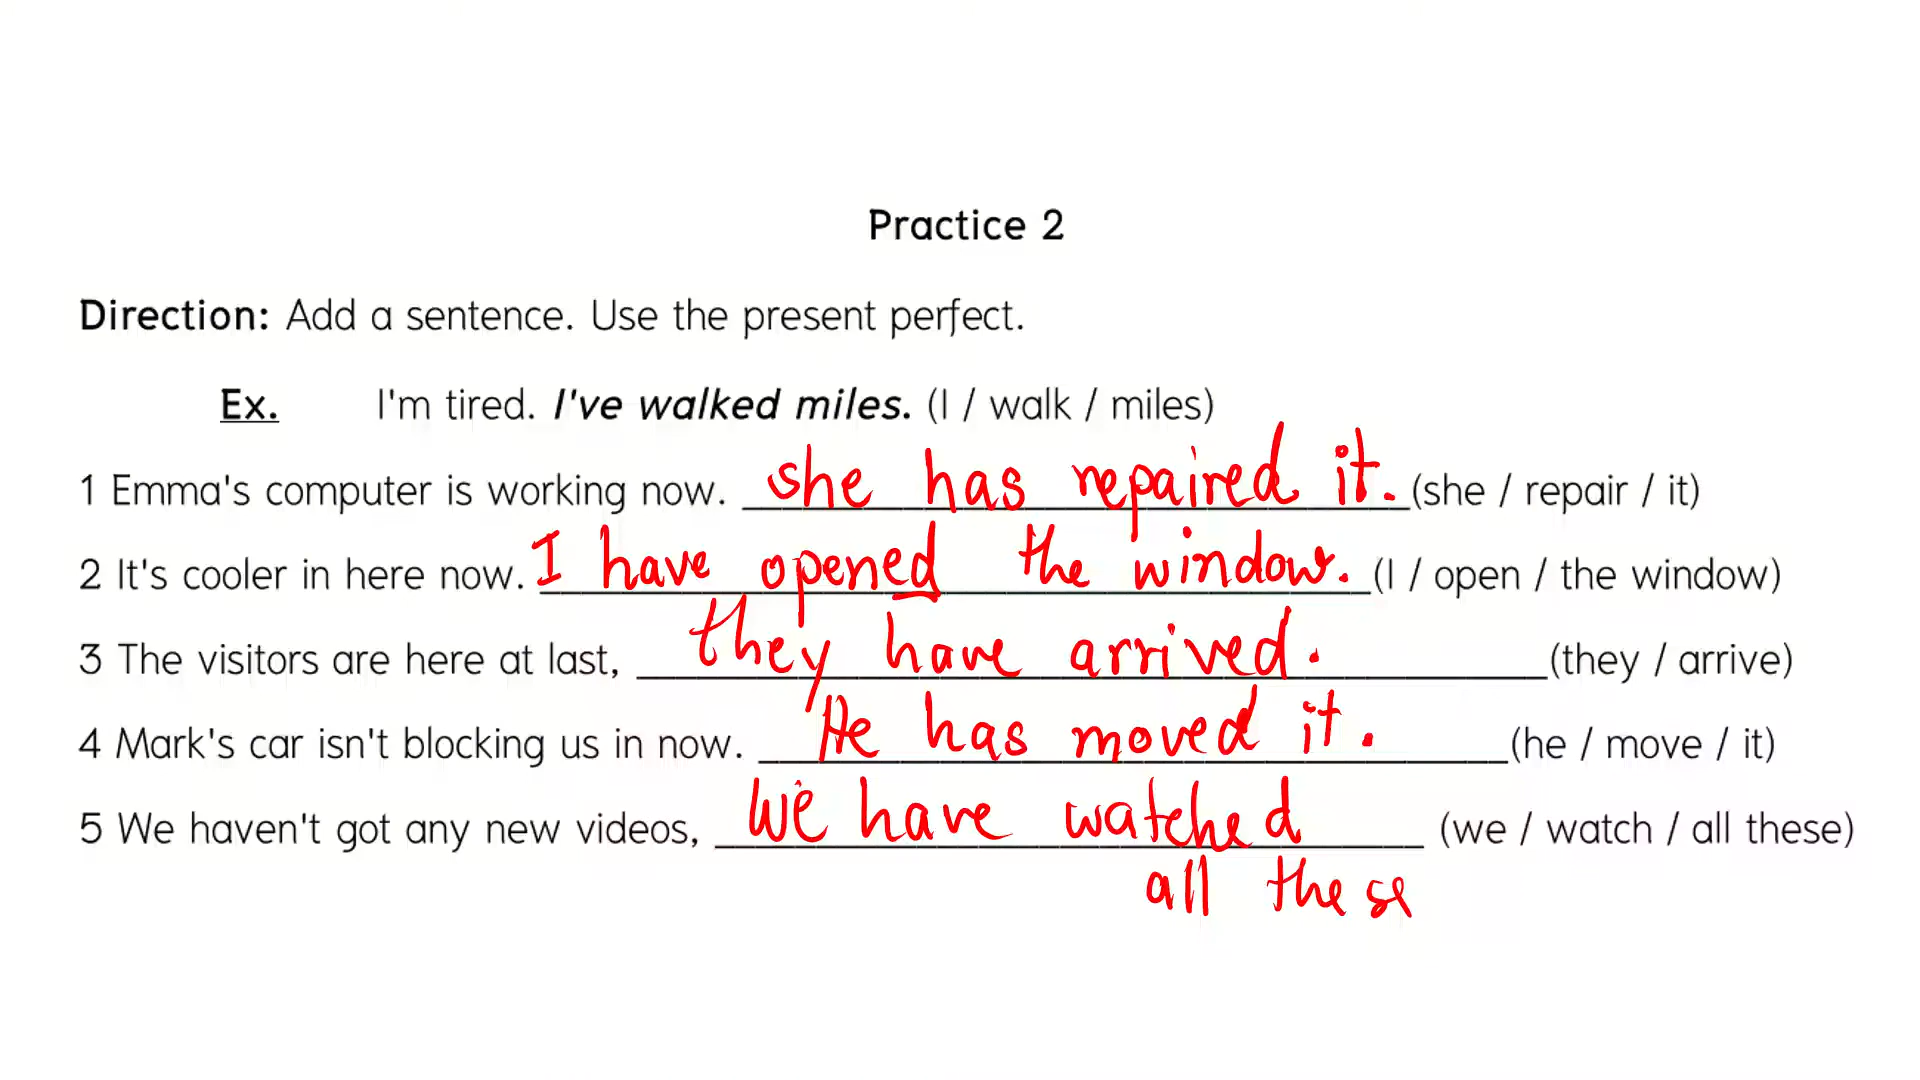 Practice 2
Direction: Add a sentence. Use the present perfect.
Ex. I'm tired. I've walked miles. (I / walk / miles)
1 Emma's computer is working now. she has repaired it. (she / repair / it)
2 It's cooler in here now. I have opened the window. (I / open / the window)
3 The visitors are here at last, they have arrived. (they / arrive)
4 Mark's car isn't blocking us in now. He has moved it. (he / move / it)
5 We haven't got any new videos, We have watched (we / watch / all these)
all these